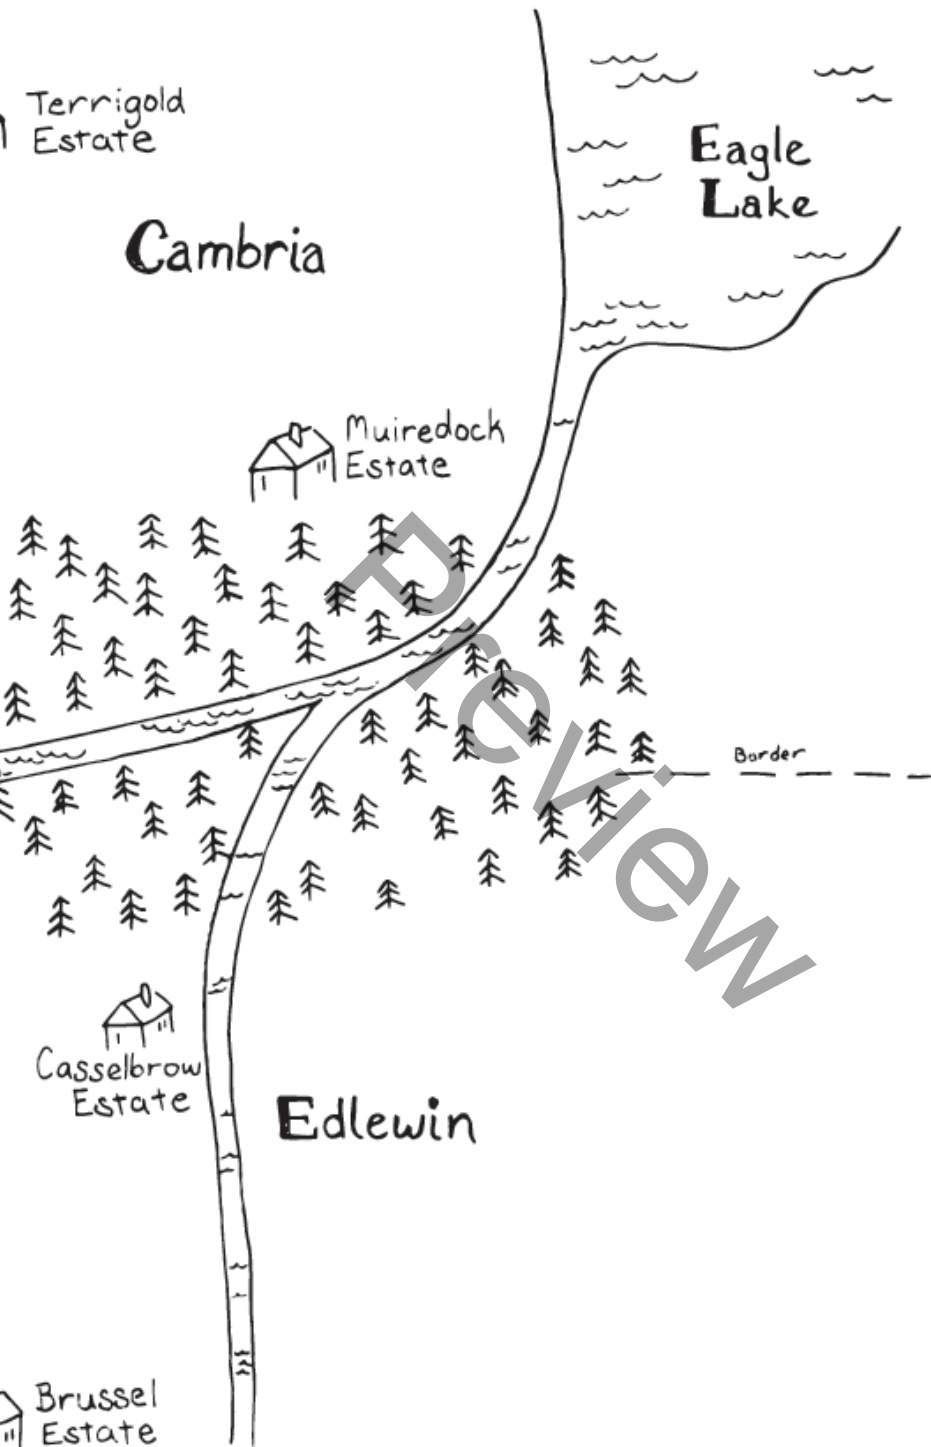 Terrigold
Estate
Eagle
Lake
Cambria
Muiredock
Estate
Preview
Border
Casselbrow
Estate
Edlewin
Brussel
Estate